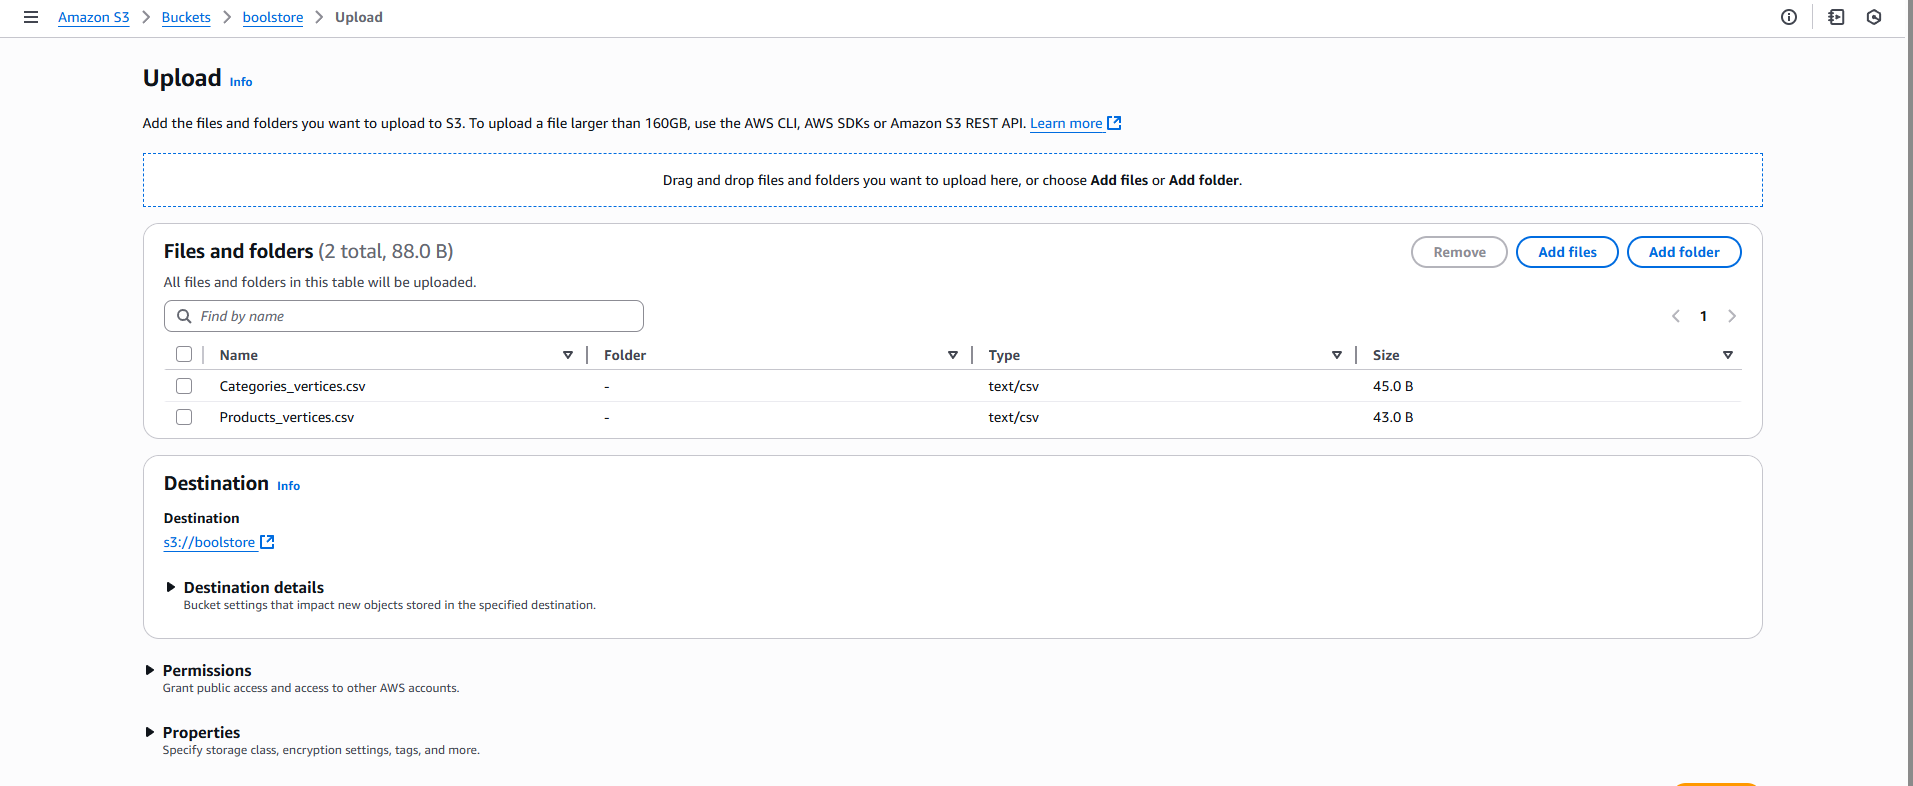 Amazon S3 > Buckets > boolstore > Upload
Upload Info
Add the files and folders you want to upload to S3. To upload a file larger than 160GB, use the AWS CLI, AWS SDKs or Amazon S3 REST API. Learn more
Drag and drop files and folders you want to upload here, or choose Add files or Add folder.
Files and folders (2 total, 88.0 B)
Remove Add files Add folder
All files and folders in this table will be uploaded.
Find by name
1
Name Folder Type Size
Categories_vertices.csv - text/csv 45.0 B
Products_vertices.csv - text/csv 43.0 B
Destination Info
Destination
s3://boolstore
Destination details
Bucket settings that impact new objects stored in the specified destination.
Permissions
Grant public access and access to other AWS accounts.
Properties
Specify storage class, encryption settings, tags, and more.